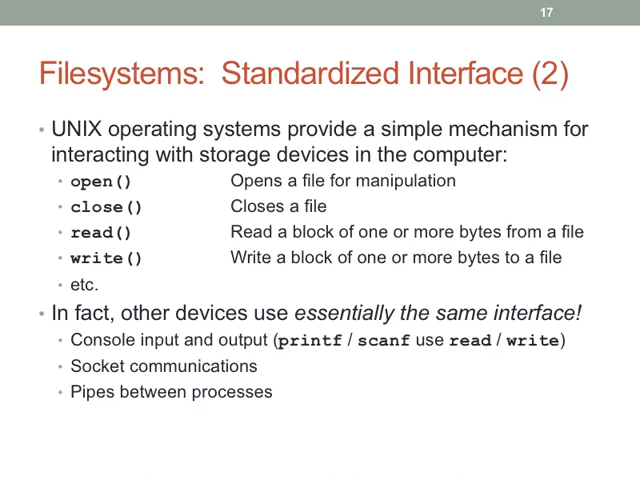 17
Filesystems: Standardized Interface (2)
• UNIX operating systems provide a simple mechanism for
interacting with storage devices in the computer:
• open() Opens a file for manipulation
• close() Closes a file
• read() Read a block of one or more bytes from a file
• write() Write a block of one or more bytes to a file
• etc.
• In fact, other devices use essentially the same interface!
• Console input and output (printf / scanf use read / write)
• Socket communications
• Pipes between processes